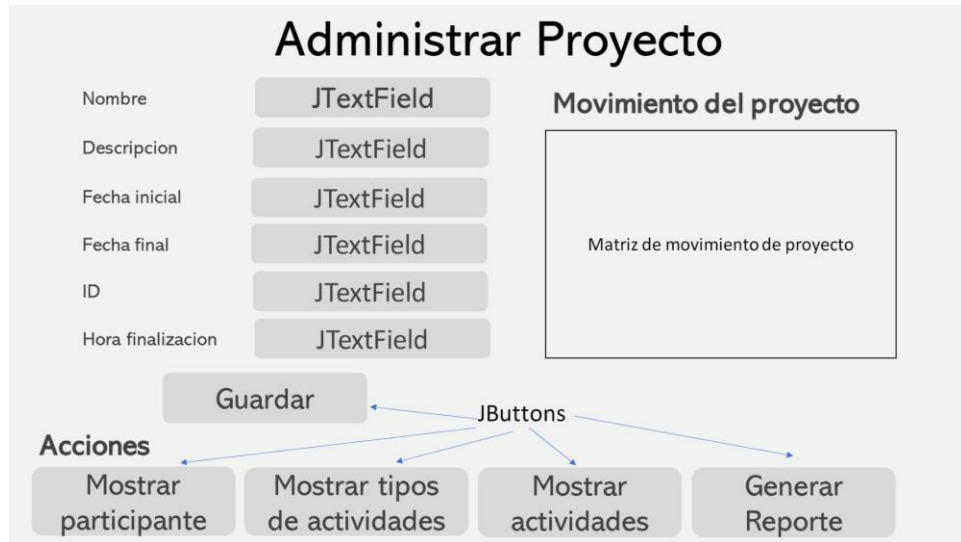 Administrar Proyecto
Nombre
JTextField
Descripcion
JTextField
Fecha inicial
JTextField
Fecha final
JTextField
ID
JTextField
Hora finalizacion
JTextField
Movimiento del proyecto
Matriz de movimiento de proyecto
Guardar
JButtons
Acciones
Mostrar
participante
Mostrar tipos
de actividades
Mostrar
actividades
Generar
Reporte